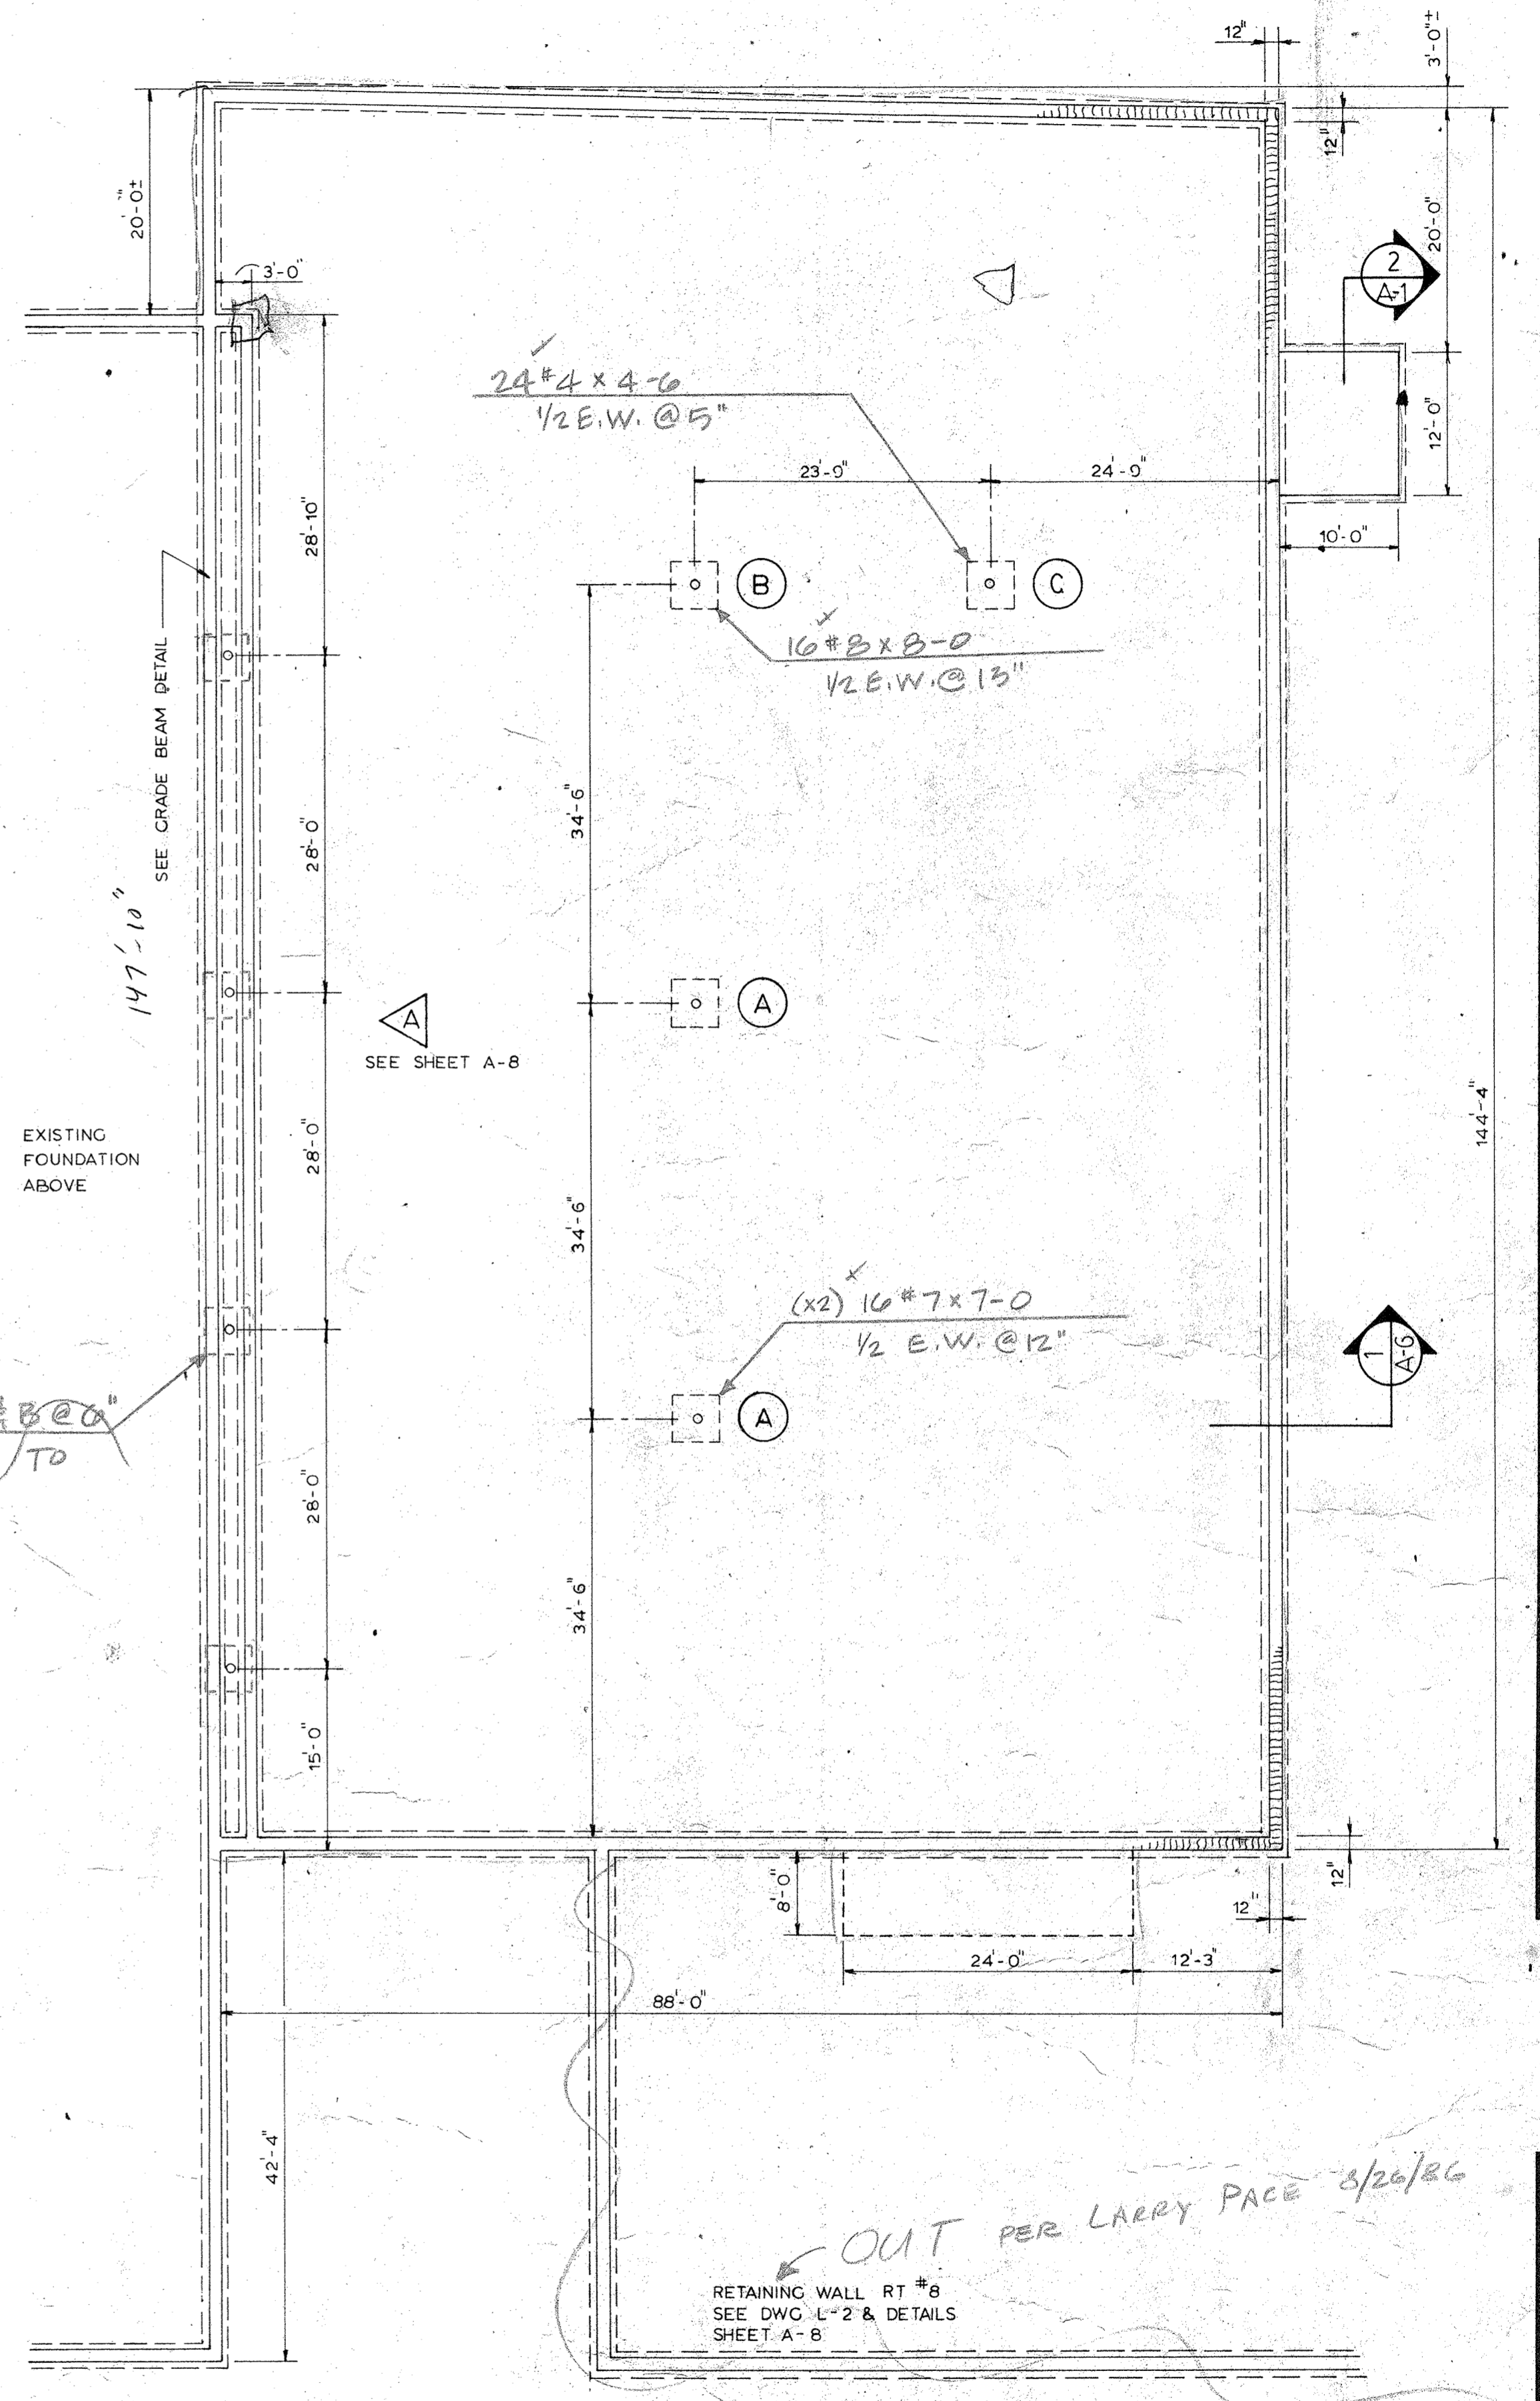 12"
3'-0"±
12"
20'-0±"
20'-0"
3'-0"
2
A-1
24#4 x 4-6
1/2 E.W. @ 5"
12'-0"
23'-9"
24'-9"
28'-10"
10'-0"
B
C
16#8 x 8-0
1/2 E.W. @ 13"
SEE GRADE BEAM DETAIL
34'-6"
28'-0"
147'-10"
A
A
SEE SHEET A-8
144'-4"
EXISTING
FOUNDATION
ABOVE
28'-0"
34'-6"
(x2) 16#7x7-0
1/2 E.W. @ 12"
1
A-6
A
B @ 6"
TO
28'-0"
34'-6"
15'-0"
8'-0"
12"
12"
24'-0"
12'-3"
88'-0"
42'-4"
OUT PER LARRY PACE 8/26/86
RETAINING WALL RT #8
SEE DWG L-2 & DETAILS
SHEET A-8